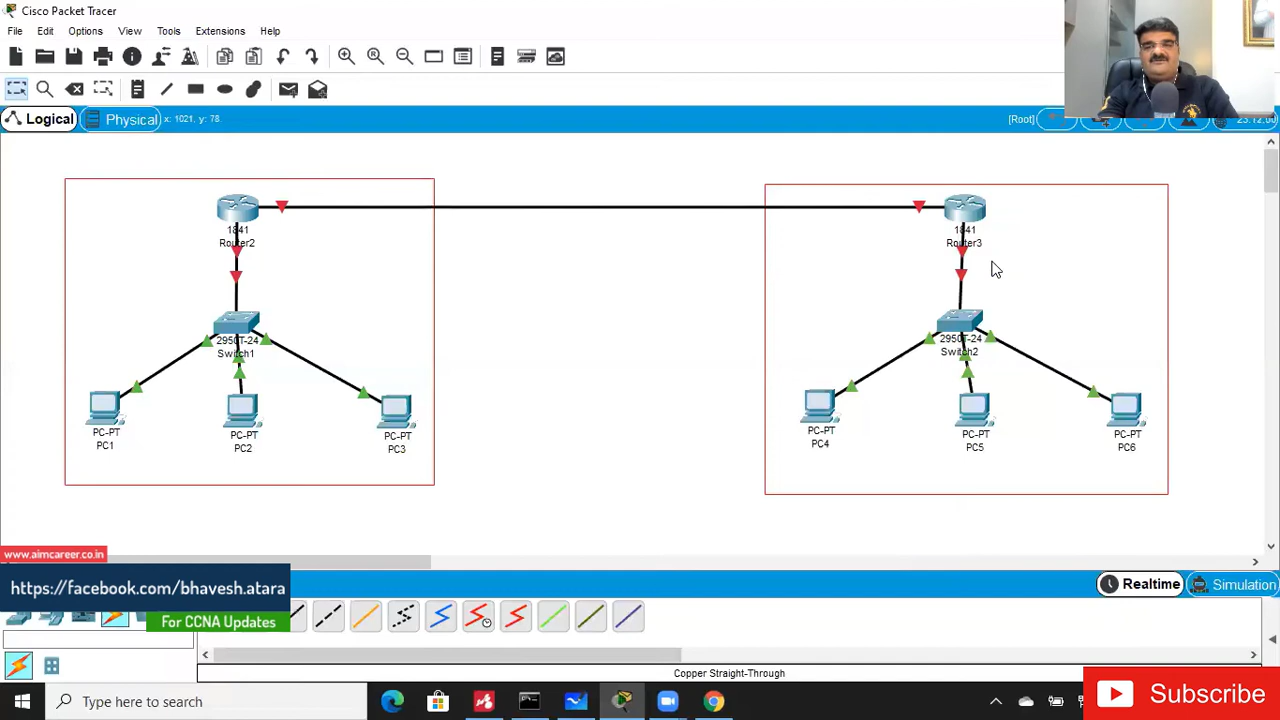 Cisco Packet Tracer
File Edit Options View Tools Extensions Help
Logical Physical x: 1021, y: 78 [Root] 23:12:00
1841
Router2
1841
Router3
2950T-24
Switch1
2950T-24
Switch2
PC-PT
PC1
PC-PT
PC2
PC-PT
PC3
PC-PT
PC4
PC-PT
PC5
PC-PT
PC6
www.aimcareer.co.in
https://facebook.com/bhavesh.atara
For CCNA Updates
Realtime Simulation
Copper Straight-Through
Type here to search
Subscribe